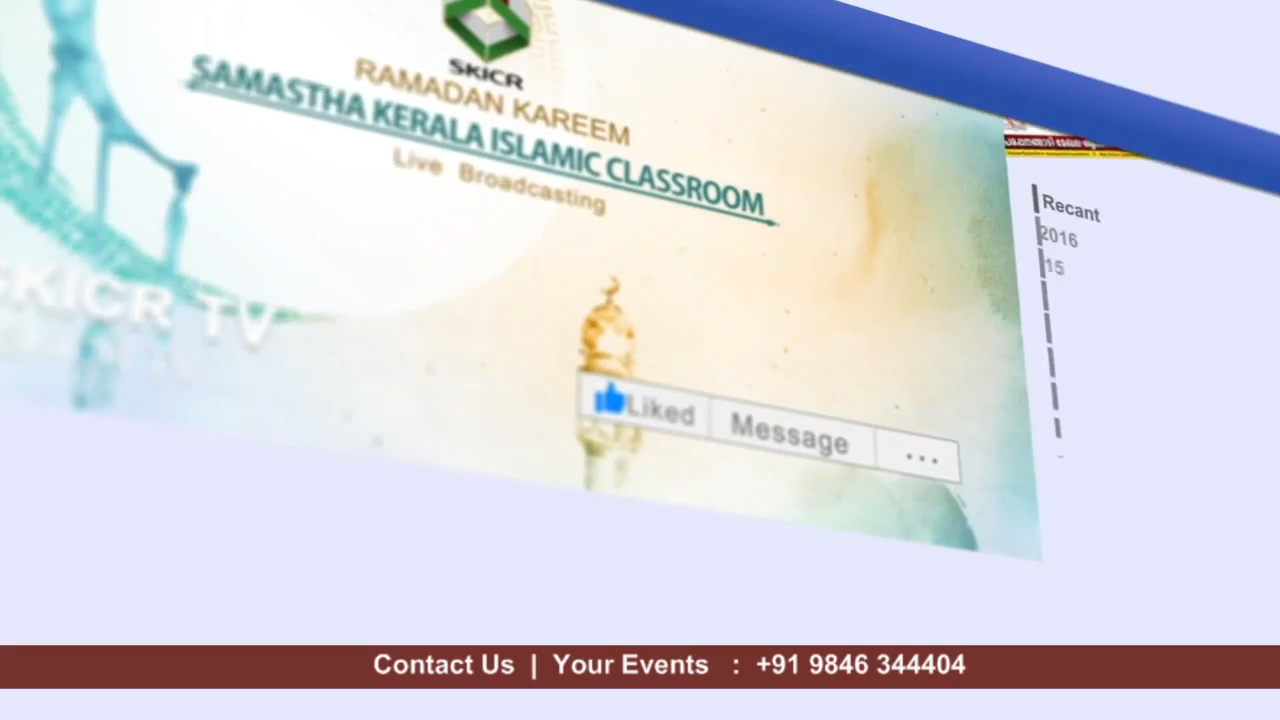 SKICR
RAMADAN KAREEM
SAMASTHA KERALA ISLAMIC CLASSROOM
Live Broadcasting
SKICR TV
Liked
Message
...
Recant
2016
15
Contact Us | Your Events : +91 9846 344404